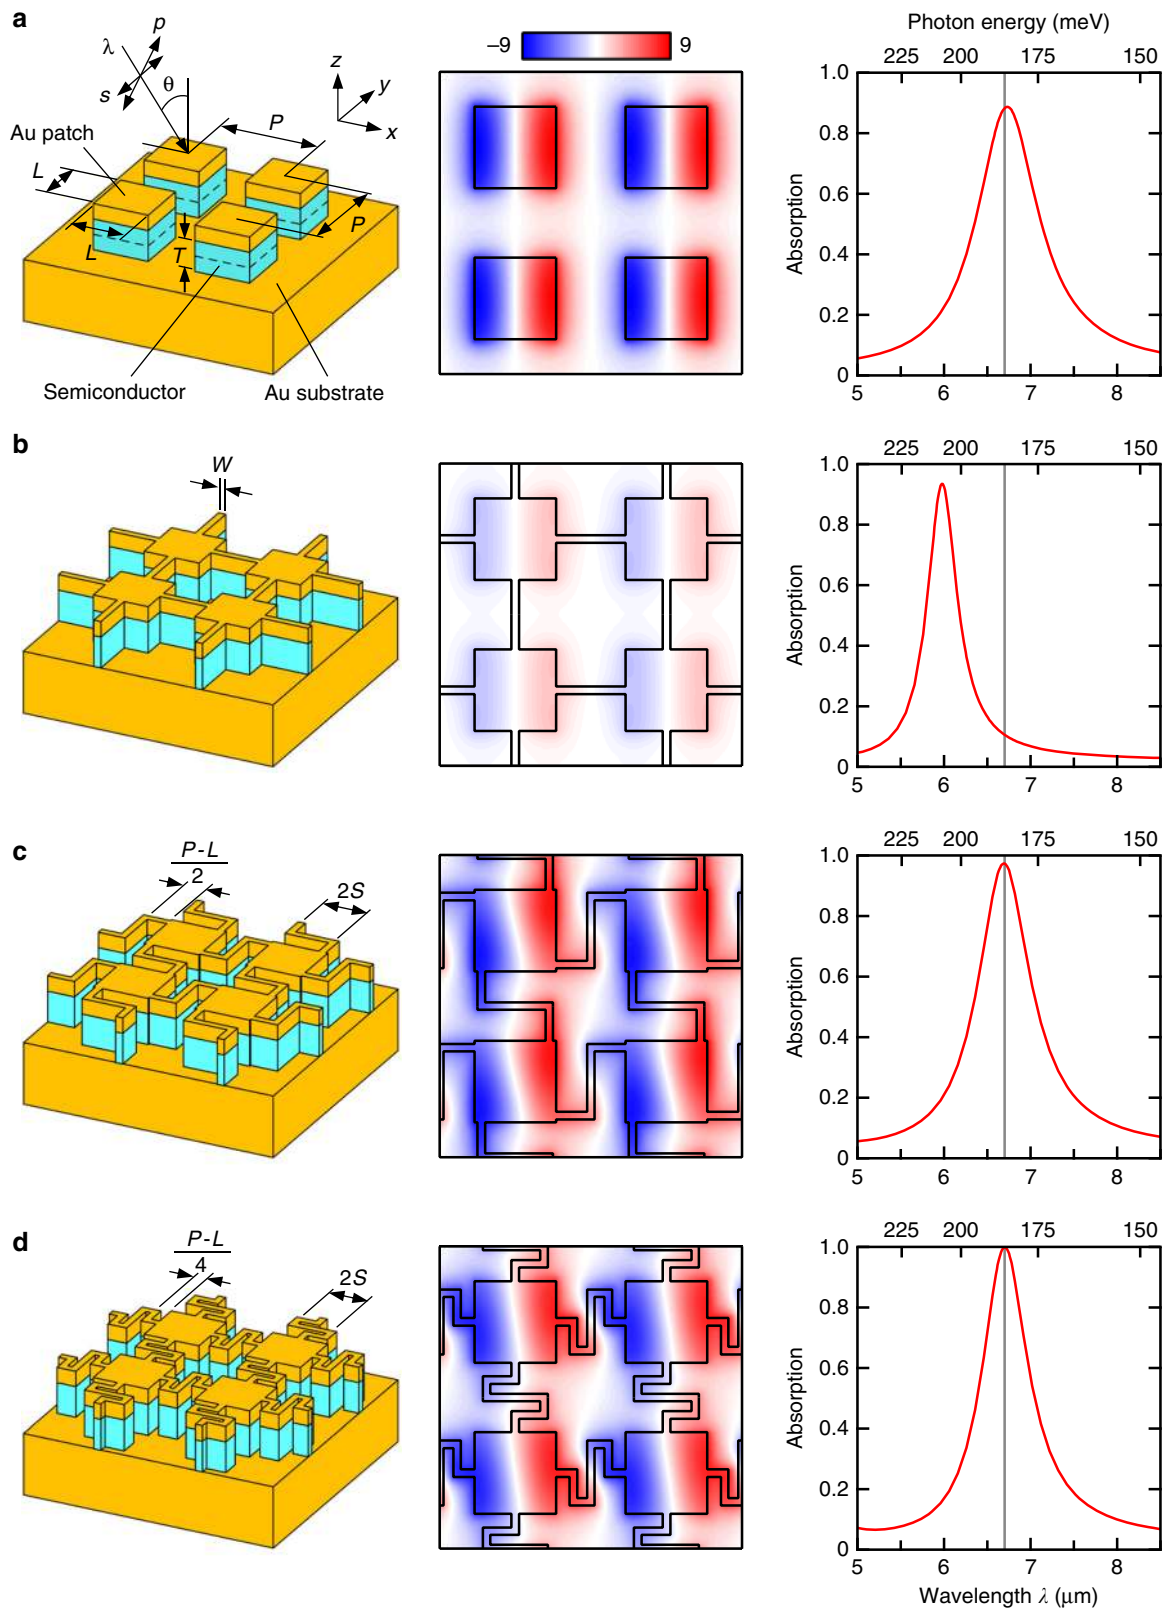 a
λ
p
s
θ
z
y
x
P
Au patch
L
L
T
P
Semiconductor
Au substrate
–9
9
Photon energy (meV)
225 200 175 150
Absorption
1.0
0.8
0.6
0.4
0.2
0
5 6 7 8
b
W
225 200 175 150
Absorption
1.0
0.8
0.6
0.4
0.2
0
5 6 7 8
c
P-L
2
2S
225 200 175 150
Absorption
1.0
0.8
0.6
0.4
0.2
0
5 6 7 8
d
P-L
4
2S
225 200 175 150
Absorption
1.0
0.8
0.6
0.4
0.2
0
5 6 7 8
Wavelength λ (μm)